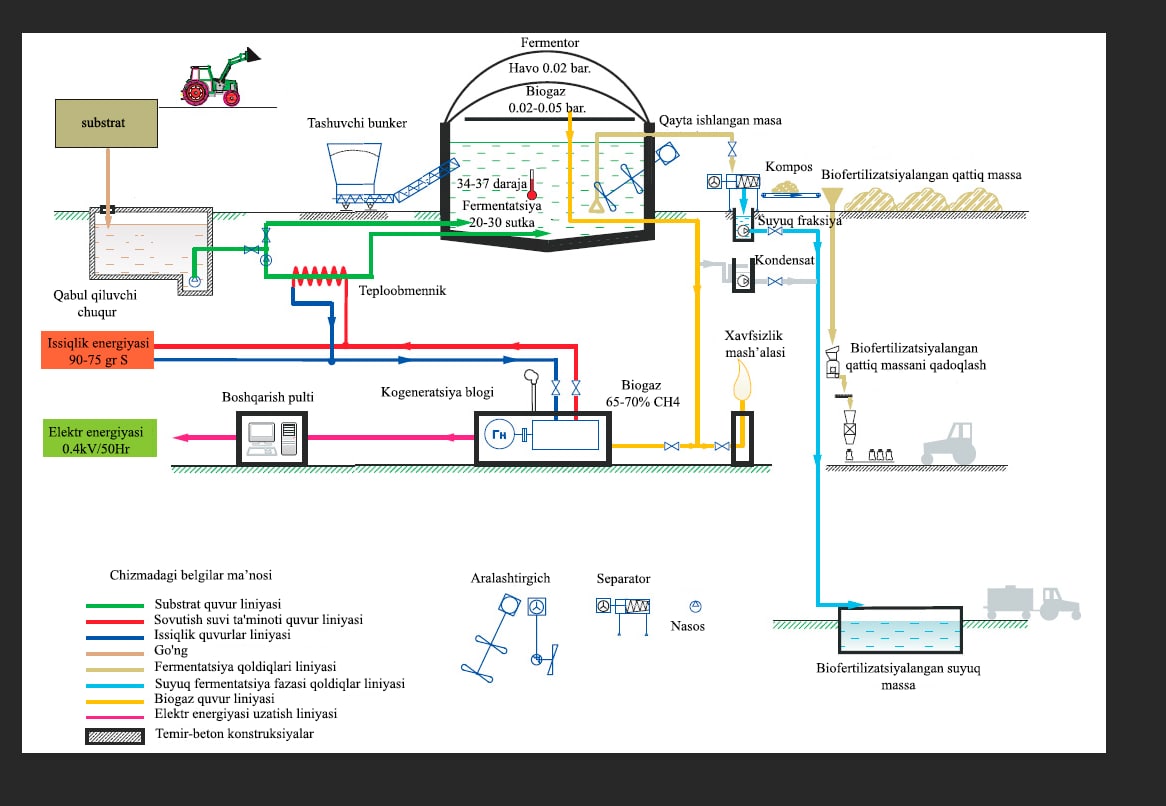 Fermentor
Havo 0.02 bar.
Biogaz
0.02-0.05 bar.
substrat
Tashuvchi bunker
Qayta ishlangan masa
34-37 daraja
Fermentatsiya
20-30 sutka
Kompos
Biofertilizatsiyalangan qattiq massa
Suyuq fraksiya
Kondensat
Qabul qiluvchi
chuqur
Teploobmennik
Issiqlik energiyasi
90-75 gr S
Xavfsizlik
mash’alasi
Biofertilizatsiyalangan
qattiq massani qadoqlash
Boshqarish pulti
Kogeneratsiya blogi
Biogaz
65-70% CH4
Elektr energiyasi
0.4kV/50Hr
Гн
Chizmadagi belgilar ma’nosi
Substrat quvur liniyasi
Sovutish suvi ta'minoti quvur liniyasi
Issiqlik quvurlar liniyasi
Go'ng
Fermentatsiya qoldiqlari liniyasi
Suyuq fermentatsiya fazasi qoldiqlar liniyasi
Biogaz quvur liniyasi
Elektr energiyasi uzatish liniyasi
Temir-beton konstruksiyalar
Aralashtirgich
Separator
Nasos
Biofertilizatsiyalangan suyuq
massa